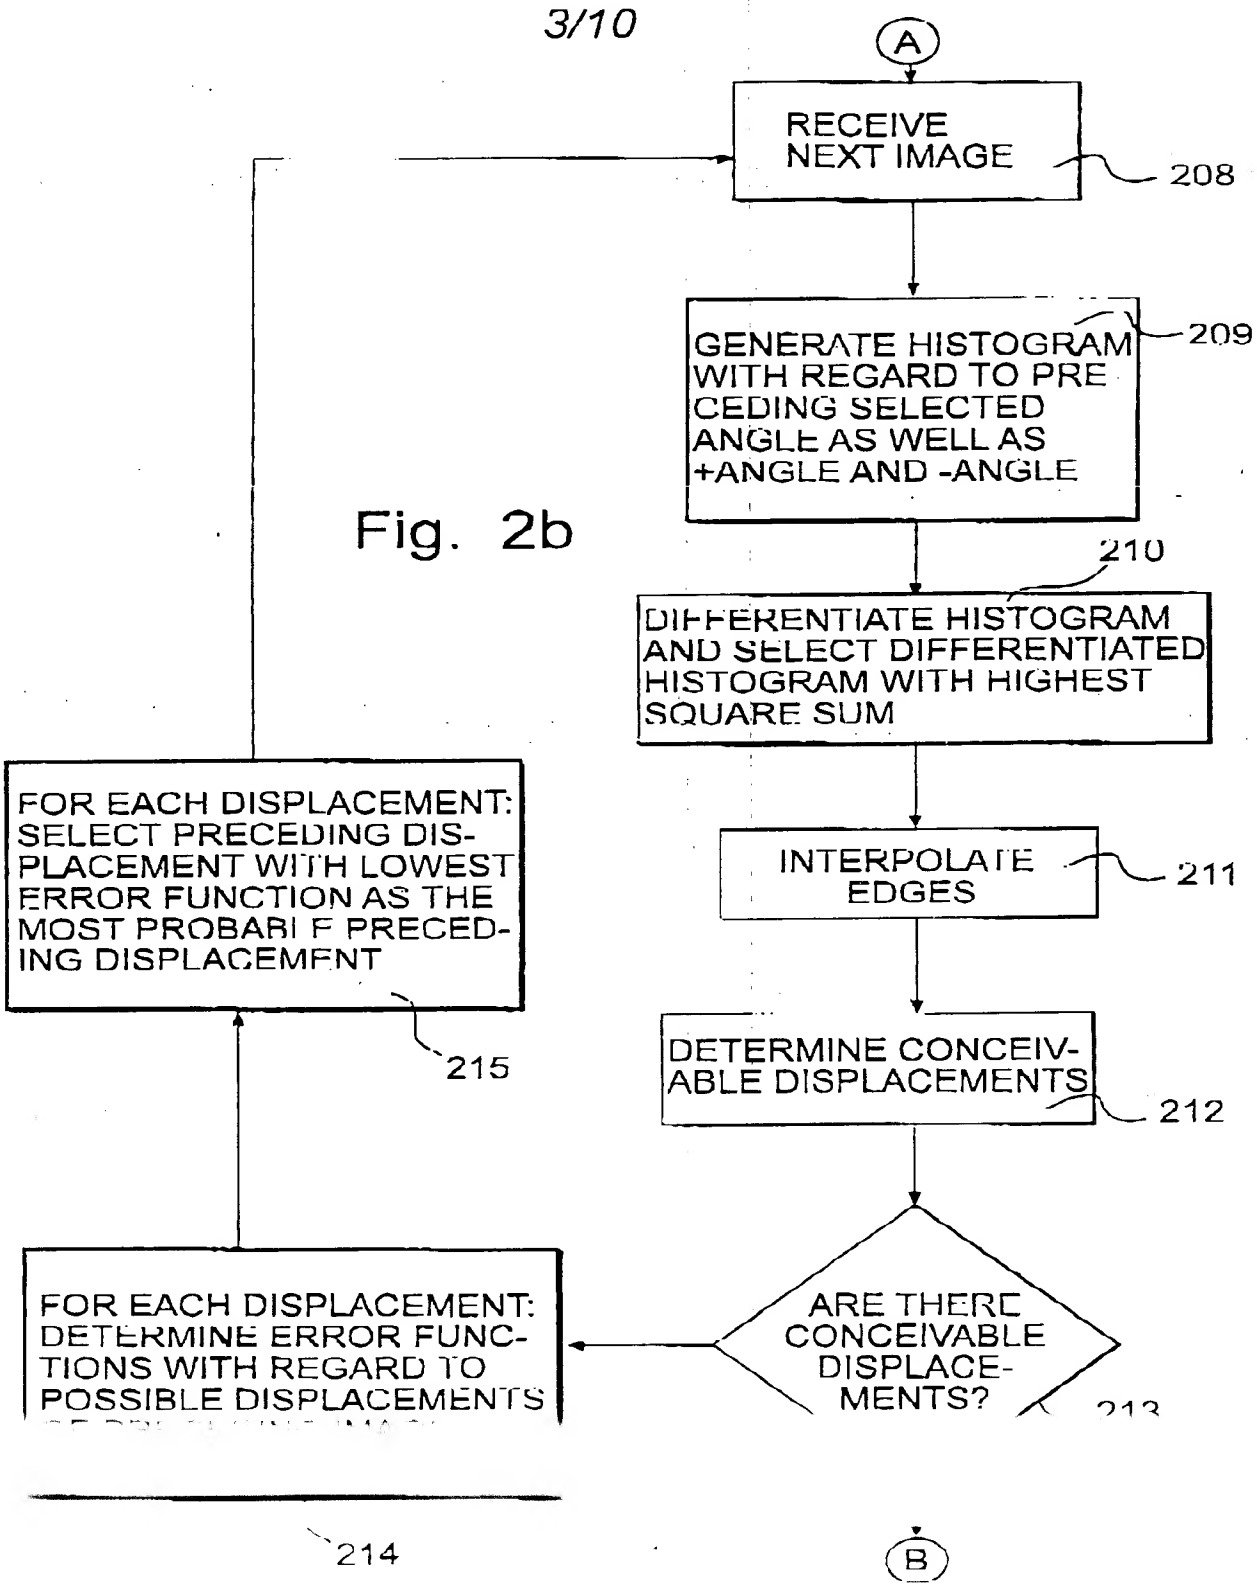 3/10
A
RECEIVE
NEXT IMAGE
208
GENERATE HISTOGRAM
WITH REGARD TO PRE
CEDING SELECTED
ANGLE AS WELL AS
+ANGLE AND -ANGLE
209
Fig. 2b
210
DIFFERENTIATE HISTOGRAM
AND SELECT DIFFERENTIATED
HISTOGRAM WITH HIGHEST
SQUARE SUM
FOR EACH DISPLACEMENT:
SELECT PRECEDING DIS-
PLACEMENT WITH LOWEST
ERROR FUNCTION AS THE
MOST PROBABLE PRECED-
ING DISPLACEMENT
215
INTERPOLATE
EDGES
211
DETERMINE CONCEIV-
ABLE DISPLACEMENTS
212
ARE THERE
CONCEIVABLE
DISPLACE-
MENTS?
213
FOR EACH DISPLACEMENT:
DETERMINE ERROR FUNC-
TIONS WITH REGARD TO
POSSIBLE DISPLACEMENTS
214
B